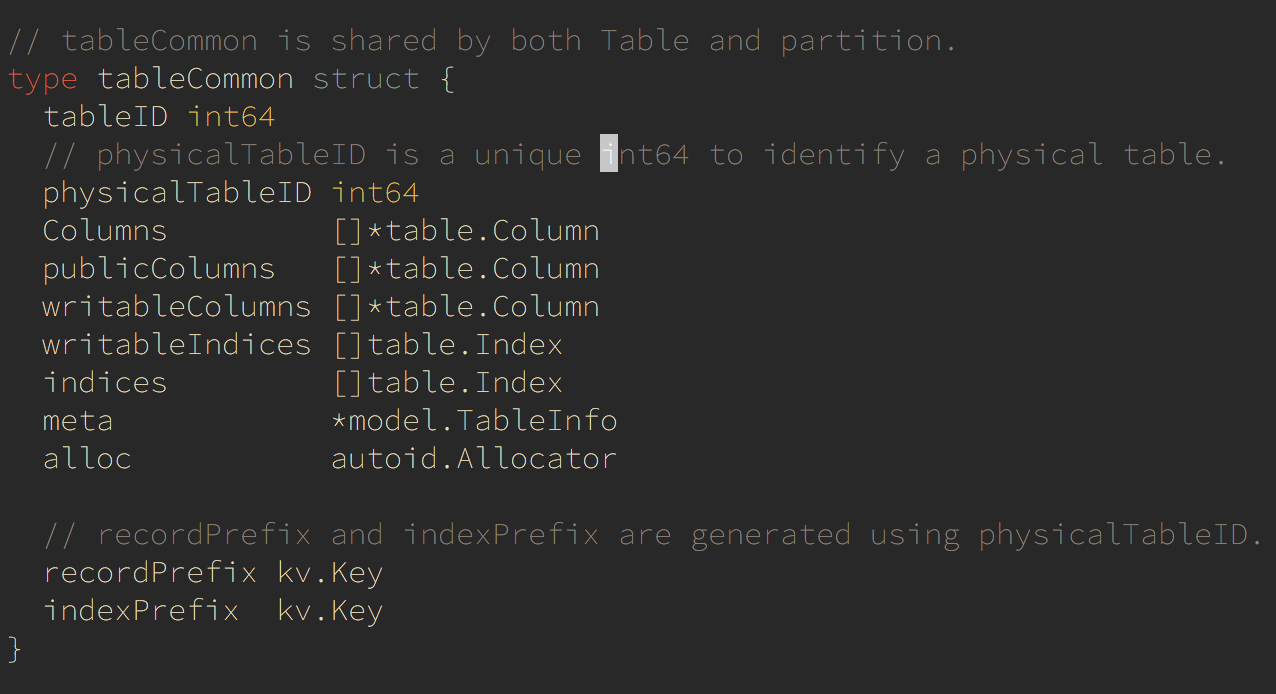 // tableCommon is shared by both Table and partition.
type tableCommon struct {
  tableID int64
  // physicalTableID is a unique int64 to identify a physical table.
  physicalTableID int64
  Columns         []*table.Column
  publicColumns   []*table.Column
  writableColumns []*table.Column
  writableIndices []table.Index
  indices         []table.Index
  meta            *model.TableInfo
  alloc           autoid.Allocator

  // recordPrefix and indexPrefix are generated using physicalTableID.
  recordPrefix kv.Key
  indexPrefix  kv.Key
}